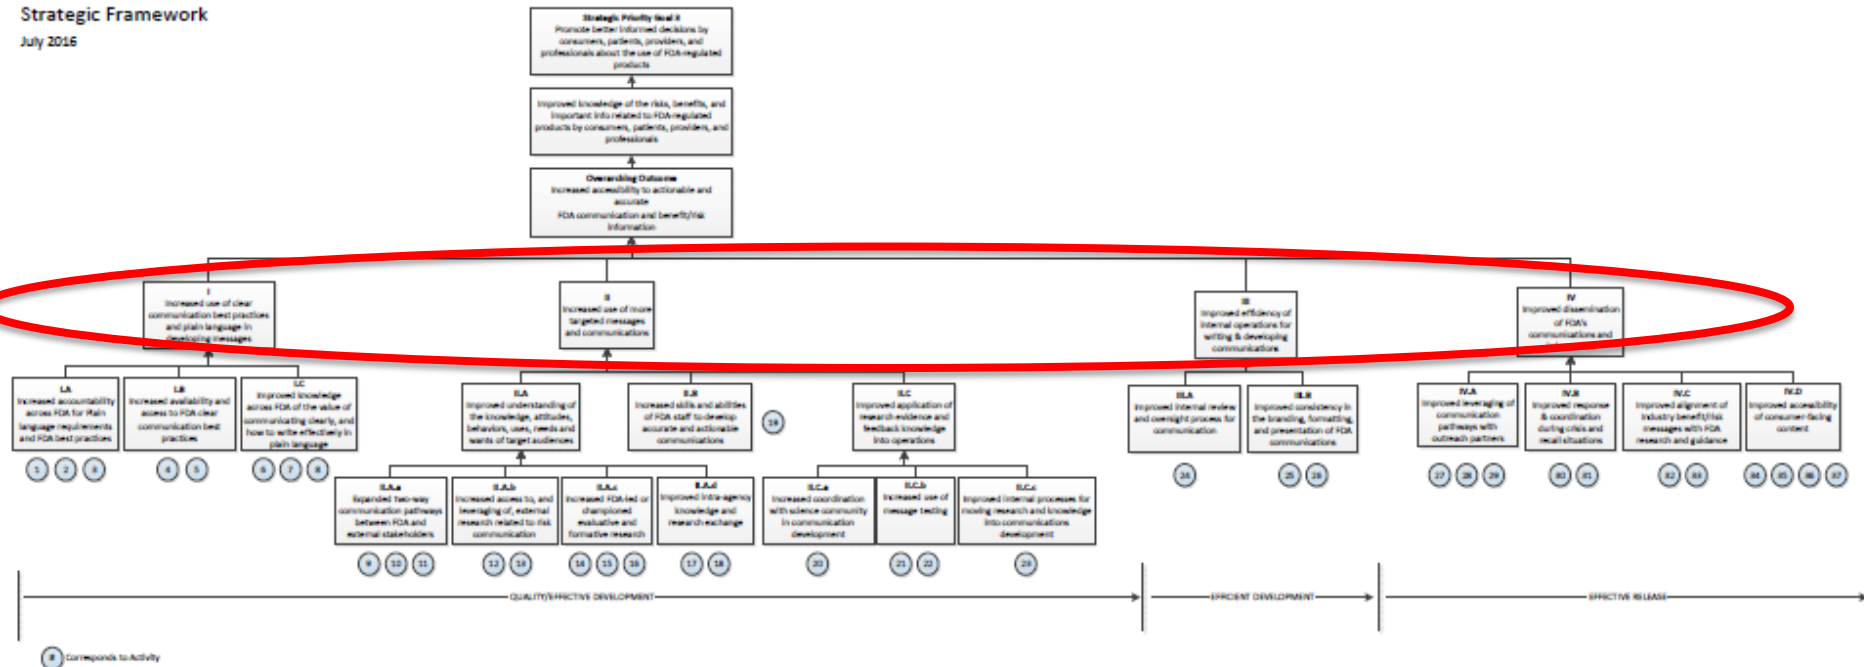 Strategic Framework
July 2016
Strategic Priority Goal 3
Promote better informed decisions by
consumers, patients, providers, and
professionals about the use of FDA-regulated
products
Improved knowledge of the risks, benefits, and
important info related to FDA-regulated
products by consumers, patients, providers, and
professionals
Overarching Outcome
Increased accessibility to actionable and
accurate
FDA communication and benefit/risk
information
I
Increased use of clear
communication best practices
and plain language in
developing messages
II
Increased use of more
targeted messages
and communications
III
Improved efficiency of
internal operations for
writing & developing
communications
IV
Improved dissemination
of FDA's
communications and
I.A
Increased accountability
across FDA for Plain
language requirements
and FDA best practices
I.B
Increased availability and
access to FDA clear
communication best
practices
I.C
Improved knowledge
across FDA of the value of
communicating clearly, and
how to write effectively in
plain language
II.A
Improved understanding of
the knowledge, attitudes,
behaviors, uses, needs and
wants of target audiences
II.B
Increased skills and abilities
of FDA staff to develop
accurate and actionable
communications
19
II.C
Improved application of
research evidence and
feedback knowledge
into operations
III.A
Improved internal review
and oversight process for
communication
III.B
Improved consistency in
the branding, formatting,
and presentation of FDA
communications
IV.A
Improved leveraging of
communication
pathways with
outreach partners
IV.B
Improved response
& coordination
during crisis and
recall situations
IV.C
Improved alignment of
industry benefit/risk
messages with FDA
research and guidance
IV.D
Improved accessibility
of consumer-facing
content
1 2 3
4 5
6 7 8
24
25 26
27 28 29
30 31
32 33
34 35 36 37
II.A.a
Expanded two-way
communication pathways
between FDA and
external stakeholders
II.A.b
Increased access to, and
leveraging of, external
research related to risk
communication
II.A.c
Increased FDA-led or
championed
evaluative and
formative research
II.A.d
Improved intra-agency
knowledge and
research exchange
II.C.a
Increased coordination
with science community
in communication
development
II.C.b
Increased use of
message testing
II.C.c
Improved internal processes for
moving research and knowledge
into communications
development
9 10 11
12 13
14 15 16
17 18
20
21 22
23
QUALITY/EFFECTIVE DEVELOPMENT
EFFICIENT DEVELOPMENT
EFFECTIVE RELEASE
# Corresponds to Activity